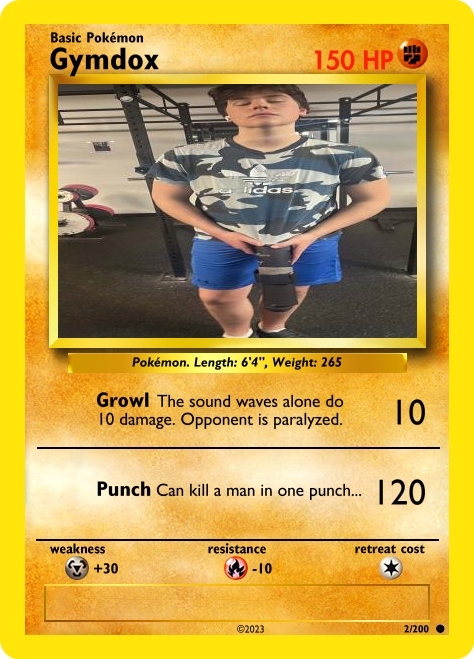 Basic Pokémon
Gymdox
150 HP
adidas
Pokémon. Length: 6'4", Weight: 265
Growl The sound waves alone do
10 damage. Opponent is paralyzed.
10
Punch Can kill a man in one punch...
120
weakness
resistance
retreat cost
+30
-10
©2023
2/200